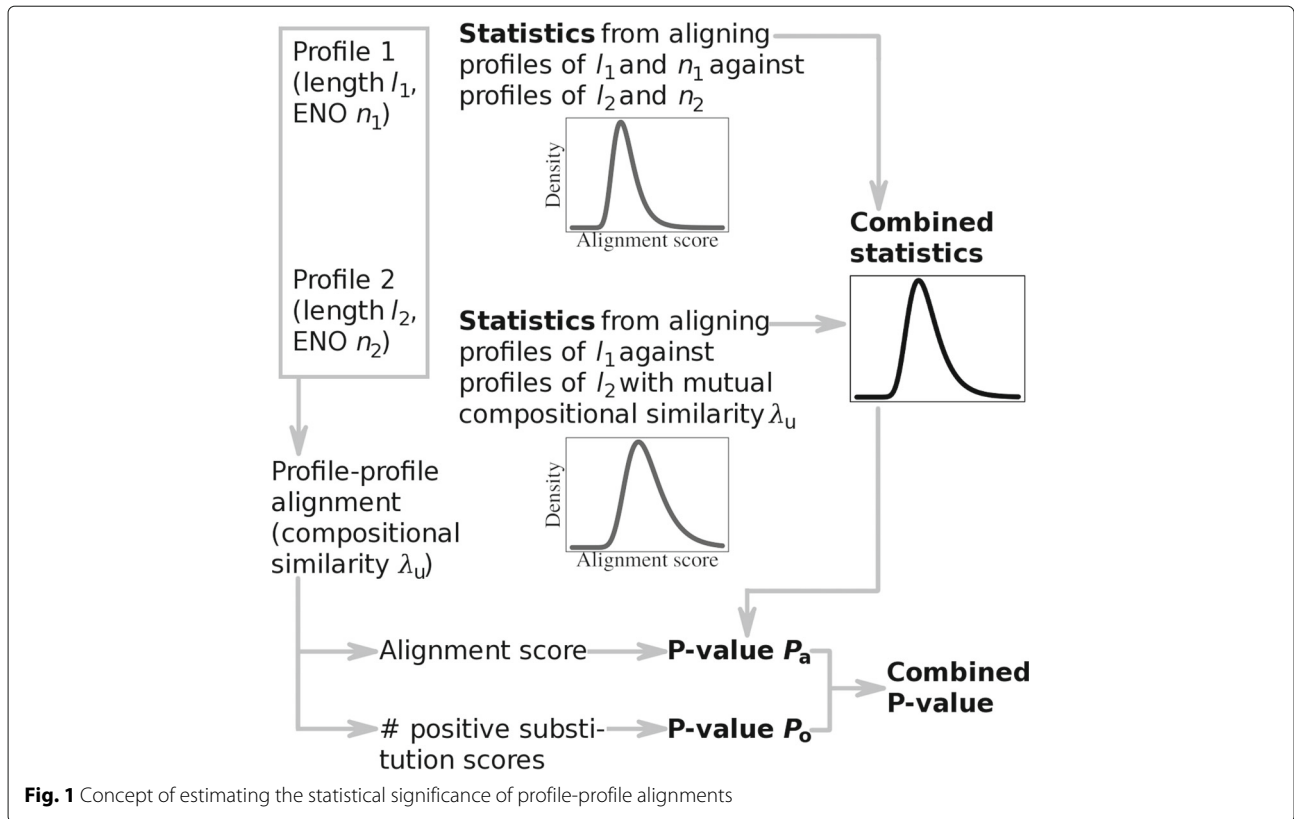 Profile 1
(length l₁,
ENO n₁)
Profile 2
(length l₂,
ENO n₂)
Statistics from aligning
profiles of l₁ and n₁ against
profiles of l₂ and n₂
Density
Alignment score
Statistics from aligning
profiles of l₁ against
profiles of l₂ with mutual
compositional similarity λᵤ
Density
Alignment score
Combined
statistics
Profile-profile
alignment
(compositional
similarity λᵤ)
Alignment score
P-value Pₐ
# positive substi-
tution scores
P-value Pₒ
Combined
P-value
Fig. 1 Concept of estimating the statistical significance of profile-profile alignments